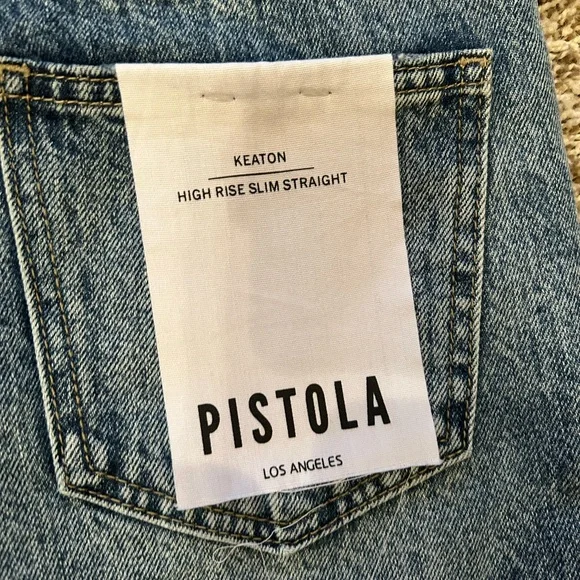 KEATON
HIGH RISE SLIM STRAIGHT
PISTOLA
LOS ANGELES